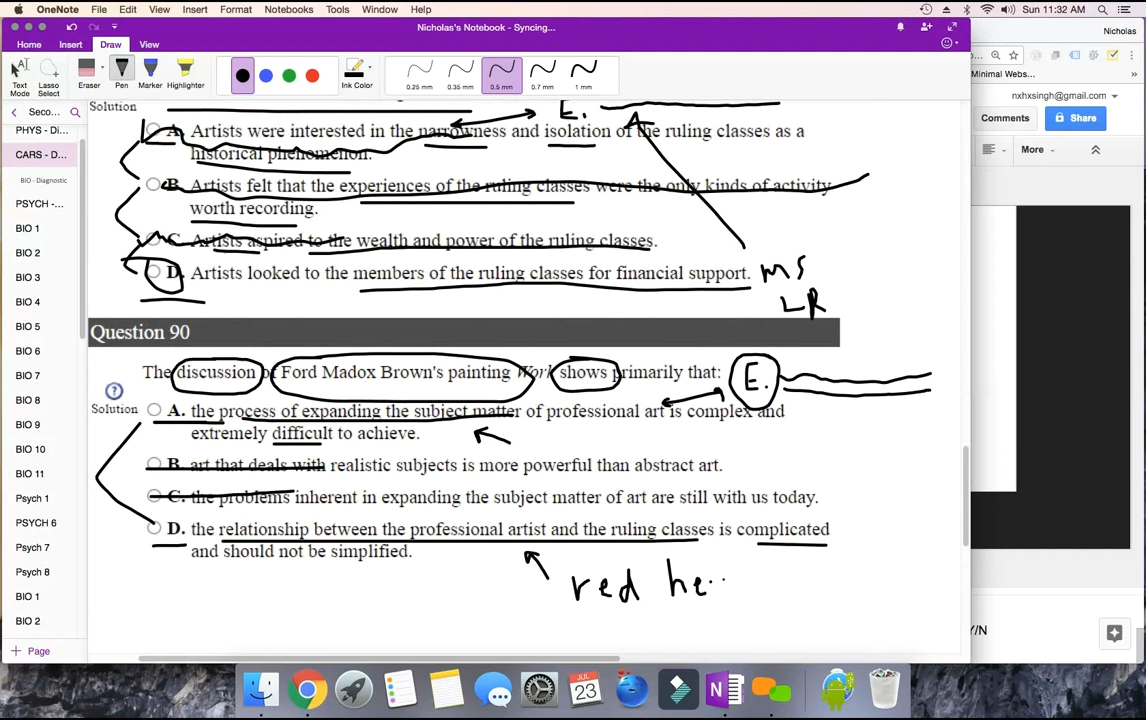 OneNote File Edit View Insert Format Notebooks Tools Window Help Sun 11:32 AM
Nicholas's Notebook - Syncing...
Nicholas
Home Insert Draw View
Minimal Webs...
Text Mode Lasso Select Eraser Pen Marker Highlighter 0.25 mm 0.35 mm 0.5 mm 0.7 mm 1 mm Ink Color
nxhxsingh@gmail.com
Comments Share
More
Seco...
PHYS - Di...
CARS - D...
BIO - Diagnostic
PSYCH -...
BIO 1
BIO 2
BIO 3
BIO 4
BIO 5
BIO 6
BIO 7
BIO 8
BIO 9
BIO 10
BIO 11
Psych 1
PSYCH 6
Psych 7
Psych 8
BIO 1
BIO 2
+ Page
Solution
E.
A. Artists were interested in the narrowness and isolation of the ruling classes as a
historical phenomenon.
B. Artists felt that the experiences of the ruling classes were the only kinds of activity
worth recording.
C. Artists aspired to the wealth and power of the ruling classes.
D. Artists looked to the members of the ruling classes for financial support.
MS
LR
Question 90
The discussion of Ford Madox Brown's painting Work shows primarily that:
E.
Solution
A. the process of expanding the subject matter of professional art is complex and
extremely difficult to achieve.
B. art that deals with realistic subjects is more powerful than abstract art.
C. the problems inherent in expanding the subject matter of art are still with us today.
D. the relationship between the professional artist and the ruling classes is complicated
and should not be simplified.
red he..
Y/N
JUL
23